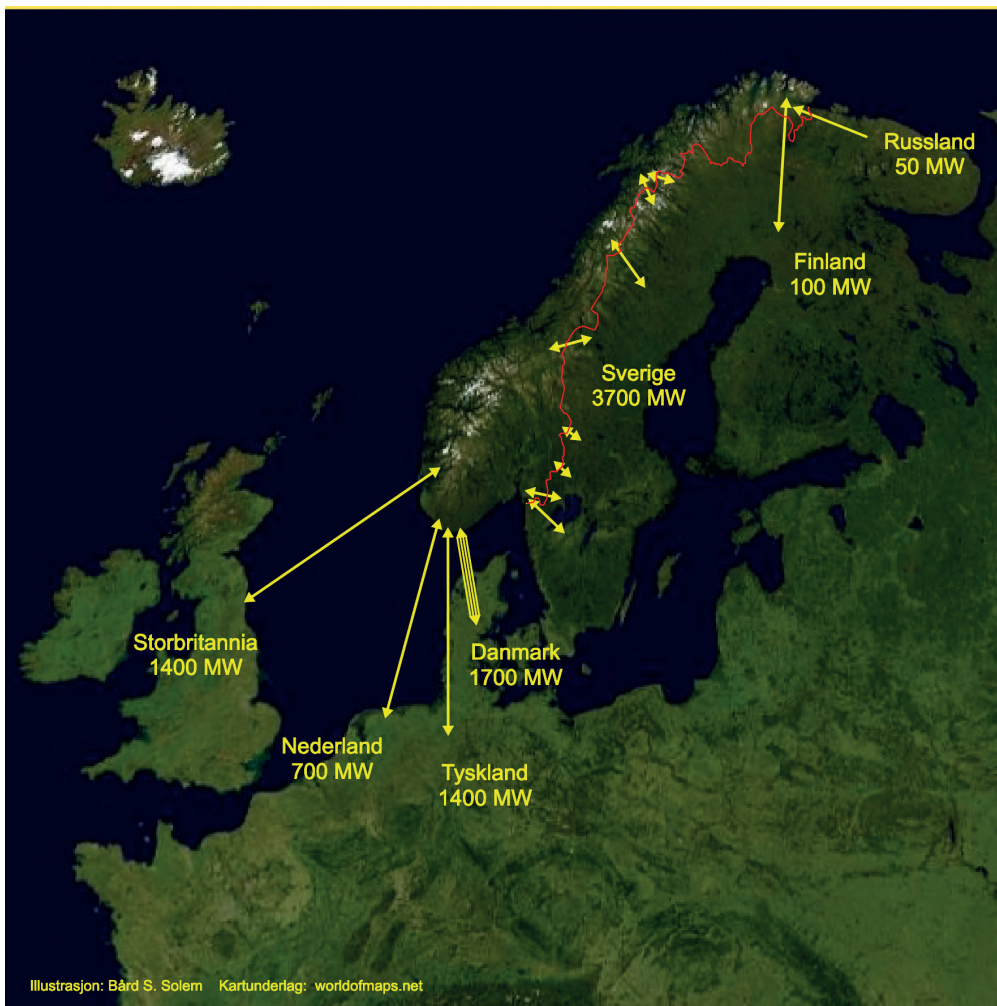 Russland
50 MW
Finland
100 MW
Sverige
3700 MW
Storbritannia
1400 MW
Danmark
1700 MW
Nederland
700 MW
Tyskland
1400 MW
Illustrasjon: Bård S. Solem Kartunderlag: worldofmaps.net